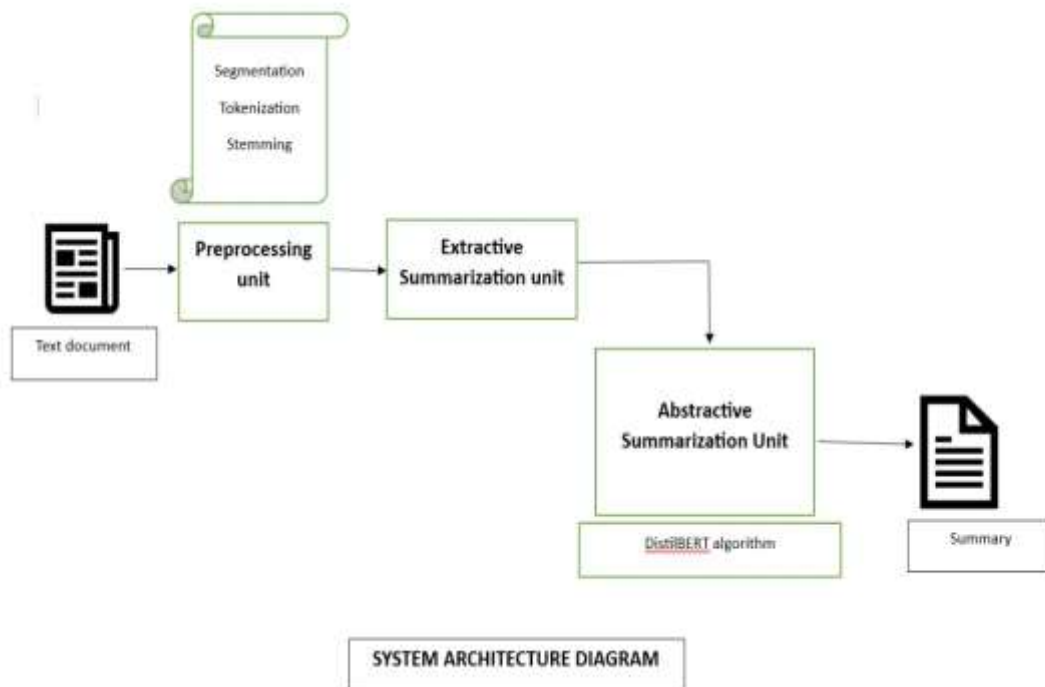 Segmentation
Tokenization
Stemming
Preprocessing
unit
Extractive
Summarization unit
Text document
Abstractive
Summarization Unit
DistilBERT algorithm
Summary
SYSTEM ARCHITECTURE DIAGRAM